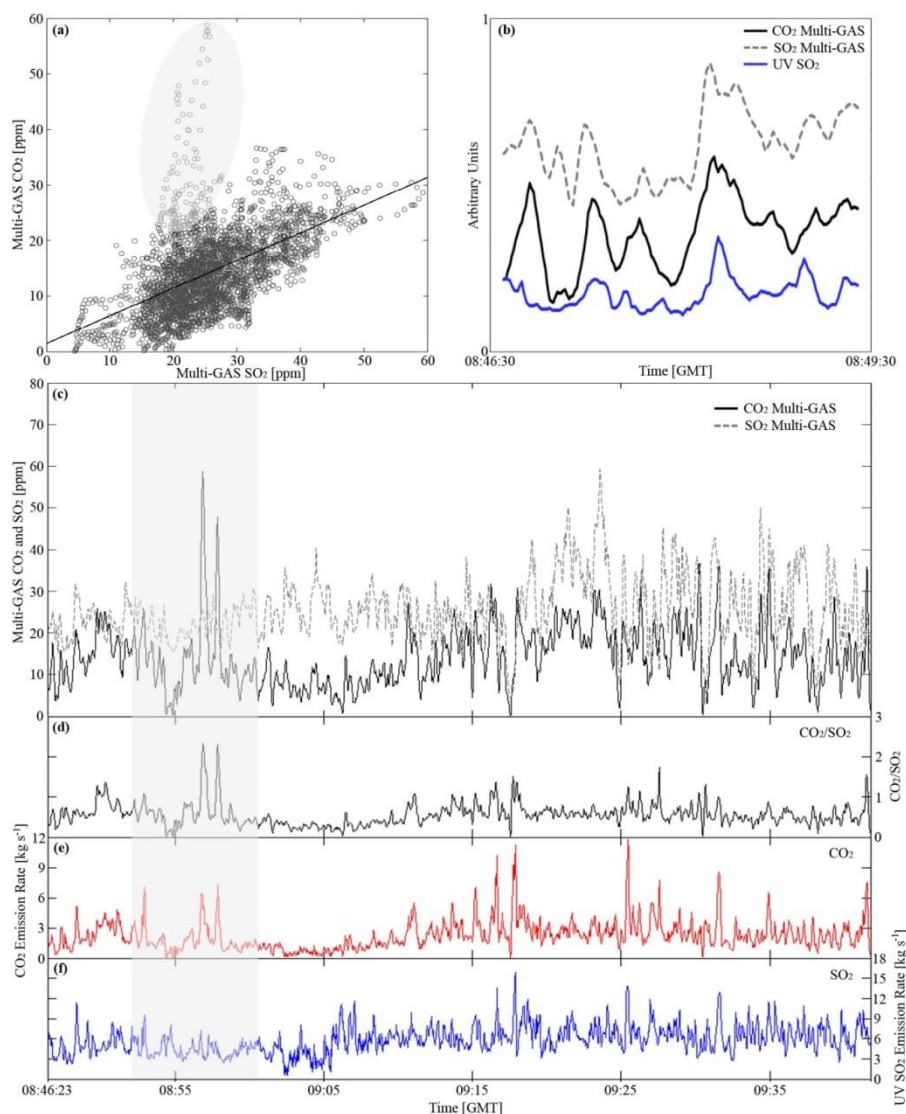 (a)
60
50
40
30
20
10
0
Multi-GAS CO₂ [ppm]
0 10 20 30 40 50 60
Multi-GAS SO₂ [ppm]
(b)
1
CO₂ Multi-GAS
SO₂ Multi-GAS
UV SO₂
Arbitrary Units
0
08:46:30 08:49:30
Time [GMT]
(c)
80
70
60
50
40
30
20
10
0
Multi-GAS CO₂ and SO₂ [ppm]
CO₂ Multi-GAS
SO₂ Multi-GAS
(d)
CO₂/SO₂
3
2
1
0
CO₂/SO₂
(e)
CO₂
12
9
6
3
0
CO₂ Emission Rate [kg s⁻¹]
(f)
SO₂
18
15
12
9
6
3
0
UV SO₂ Emission Rate [kg s⁻¹]
08:46:23 08:55 09:05 09:15 09:25 09:35
Time [GMT]